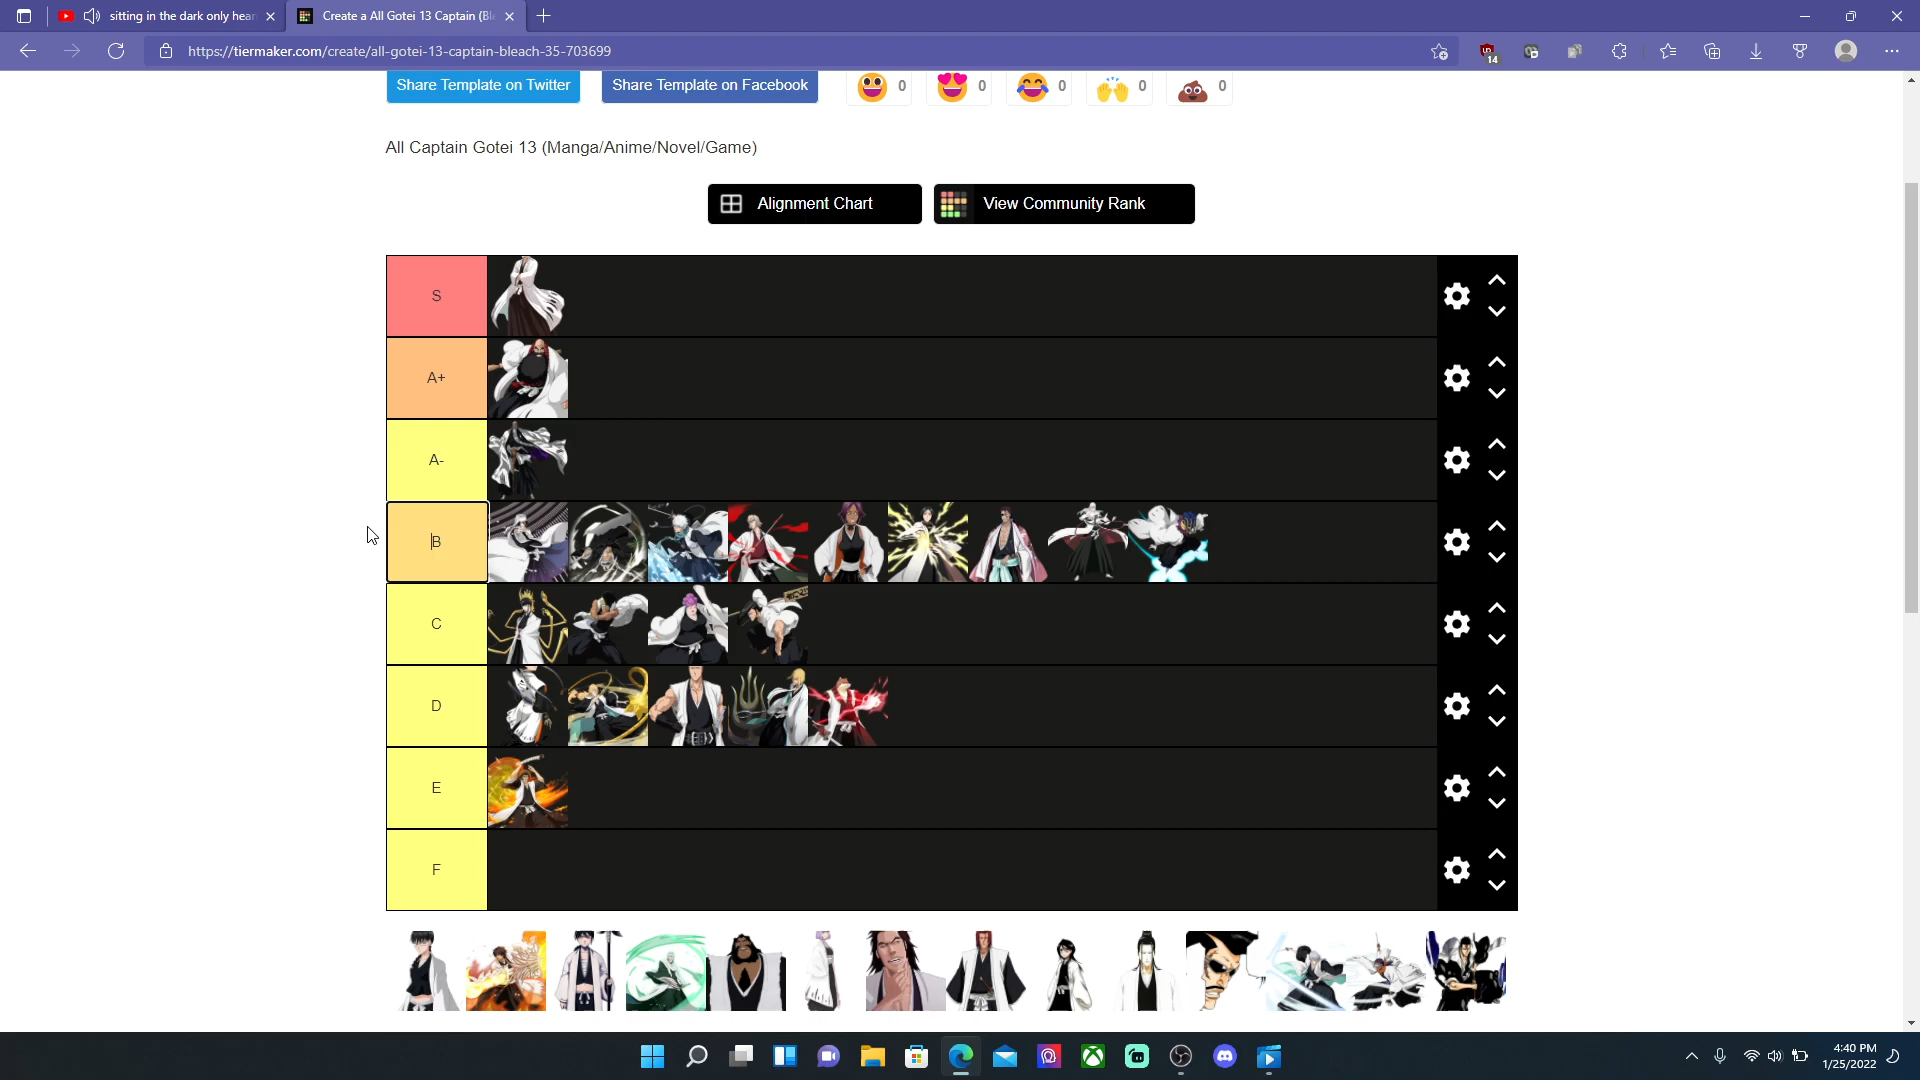 sitting in the dark only hear
Create a All Gotei 13 Captain (Bl
https://tiermaker.com/create/all-gotei-13-captain-bleach-35-703699
14
Share Template on Twitter
Share Template on Facebook
0
0
0
0
0
All Captain Gotei 13 (Manga/Anime/Novel/Game)
Alignment Chart
View Community Rank
S
A+
A-
B
C
D
E
F
4:40 PM
1/25/2022